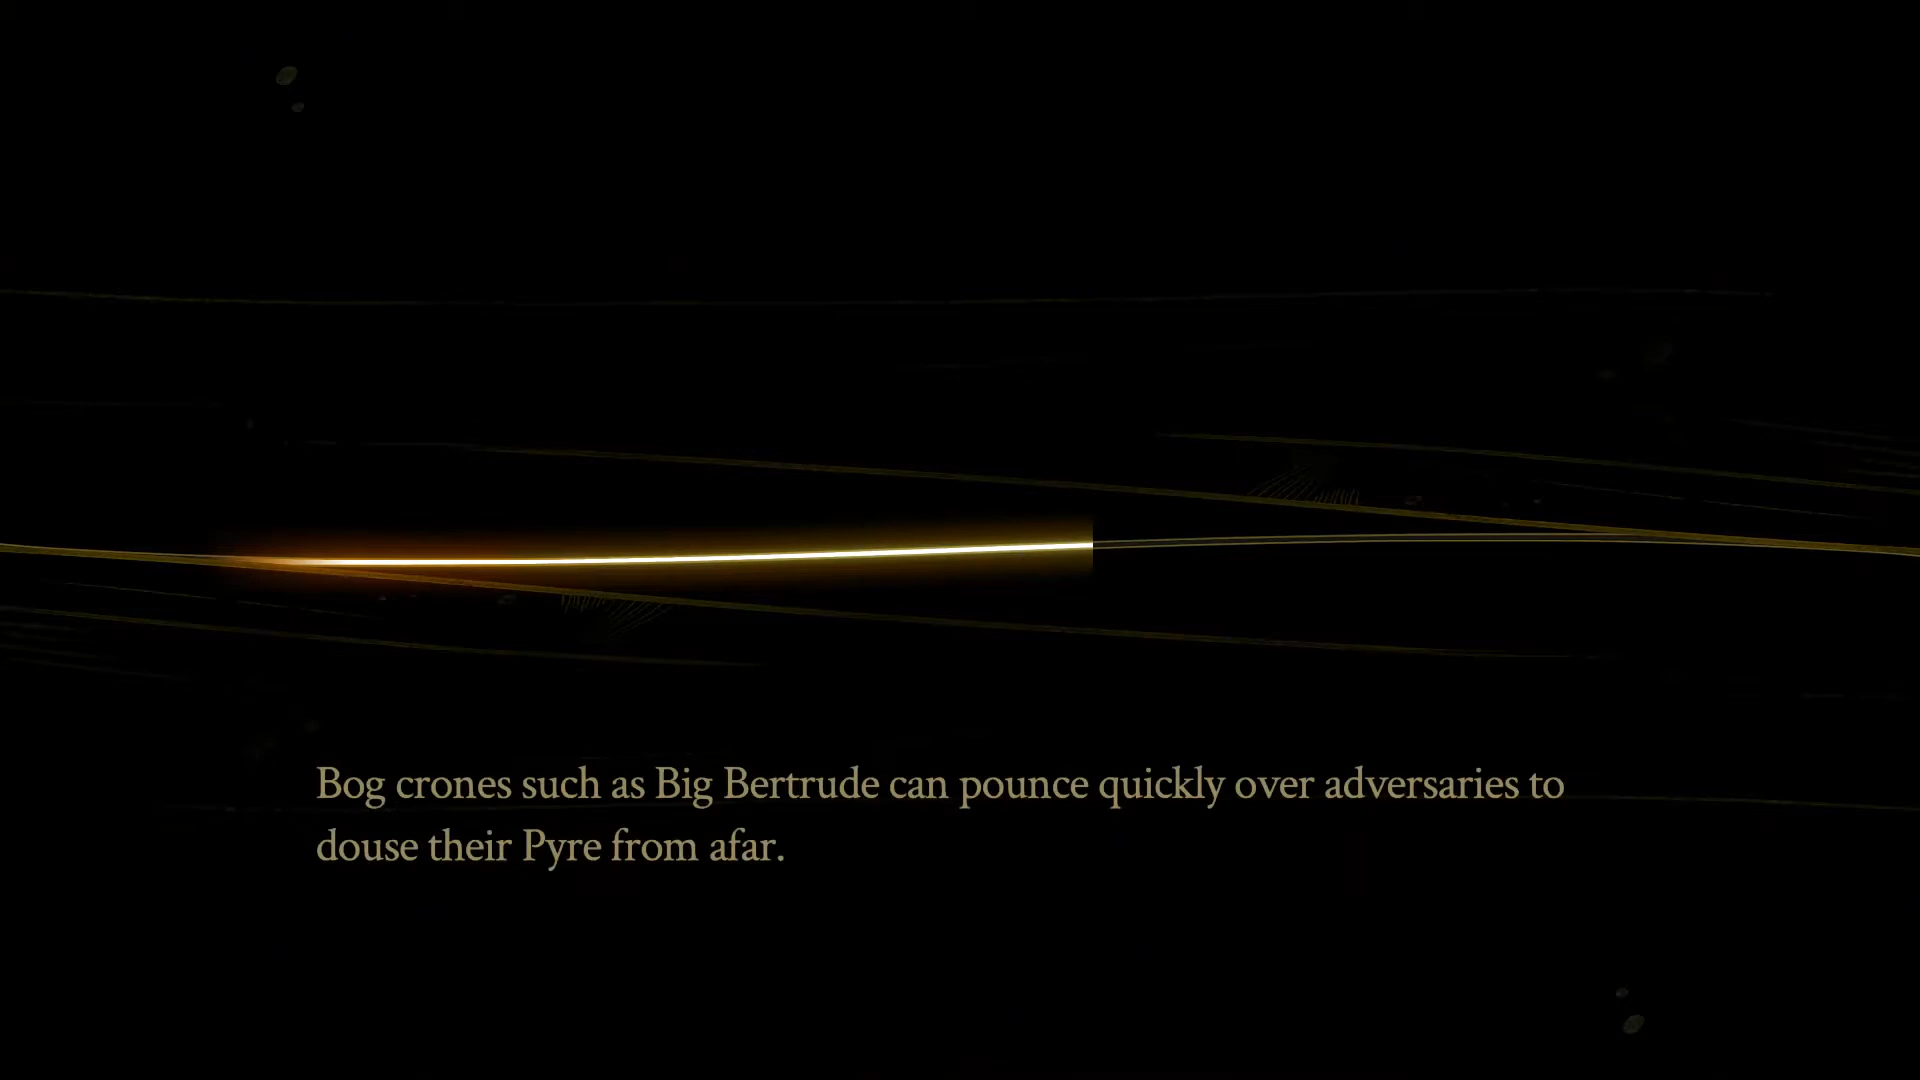 Bog crones such as Big Bertrude can pounce quickly over adversaries to
douse their Pyre from afar.